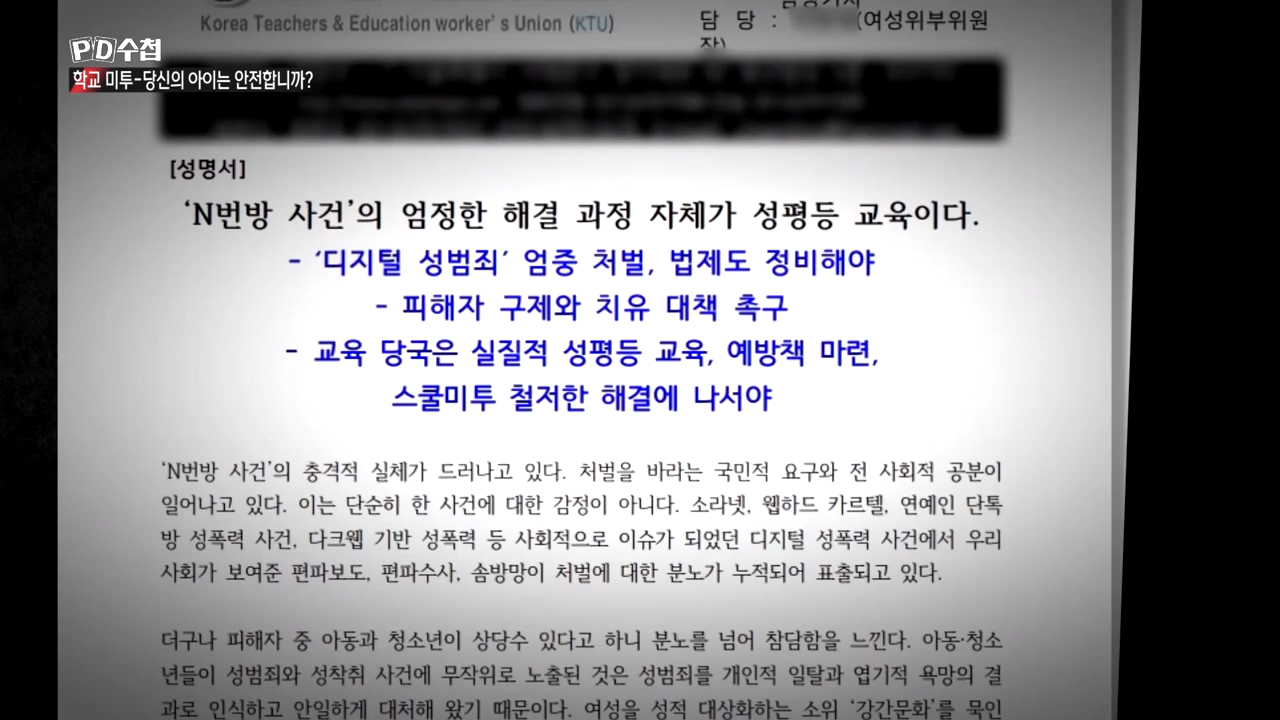 Korea Teachers & Education worker's Union (KTU)
담 당 : (여성위부위원
장)
PD수첩
학교 미투-당신의 아이는 안전합니까?
[성명서]
‘N번방 사건’의 엄정한 해결 과정 자체가 성평등 교육이다.
- ‘디지털 성범죄’ 엄중 처벌, 법제도 정비해야
- 피해자 구제와 치유 대책 촉구
- 교육 당국은 실질적 성평등 교육, 예방책 마련,
스쿨미투 철저한 해결에 나서야
‘N번방 사건’의 충격적 실체가 드러나고 있다. 처벌을 바라는 국민적 요구와 전 사회적 공분이
일어나고 있다. 이는 단순히 한 사건에 대한 감정이 아니다. 소라넷, 웹하드 카르텔, 연예인 단톡
방 성폭력 사건, 다크웹 기반 성폭력 등 사회적으로 이슈가 되었던 디지털 성폭력 사건에서 우리
사회가 보여준 편파보도, 편파수사, 솜방망이 처벌에 대한 분노가 누적되어 표출되고 있다.
더구나 피해자 중 아동과 청소년이 상당수 있다고 하니 분노를 넘어 참담함을 느낀다. 아동·청소
년들이 성범죄와 성착취 사건에 무작위로 노출된 것은 성범죄를 개인적 일탈과 엽기적 욕망의 결
과로 인식하고 안일하게 대처해 왔기 때문이다. 여성을 성적 대상화하는 소위 ‘강간문화’를 묵인